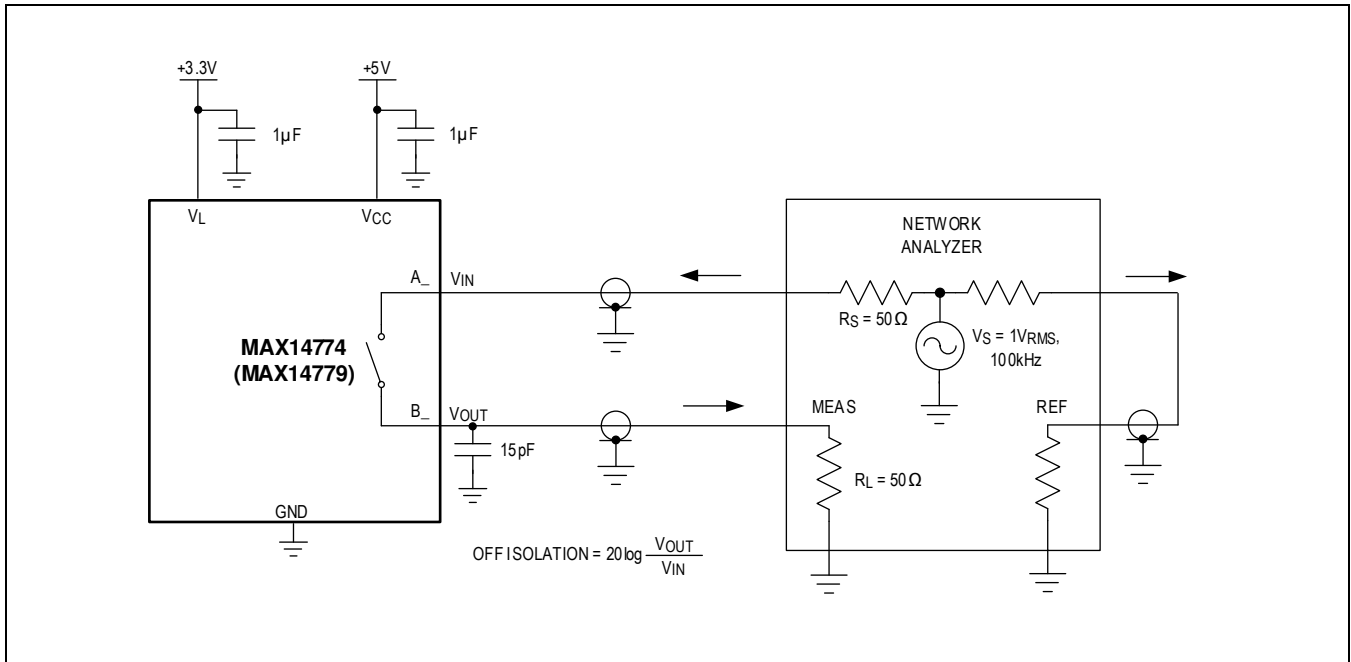 +3.3V
+5V
1µF
1µF
VL
VCC
NETWORK
ANALYZER
A_
VIN
RS = 50Ω
VS = 1VRMS,
100kHz
MAX14774
(MAX14779)
B_
VOUT
MEAS
REF
15pF
RL = 50Ω
GND
OFF ISOLATION = 20log VOUT
VIN